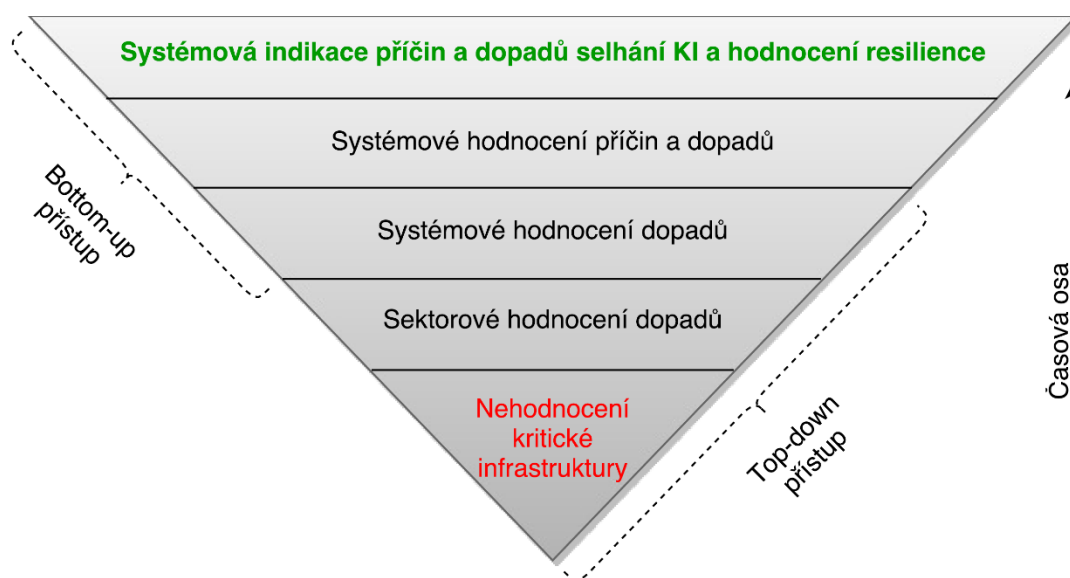 Systémová indikace příčin a dopadů selhání KI a hodnocení resilience
Systémové hodnocení příčin a dopadů
Systémové hodnocení dopadů
Sektorové hodnocení dopadů
Nehodnocení
kritické
infrastruktury
Bottom-up
přístup
Top-down
přístup
Časová osa